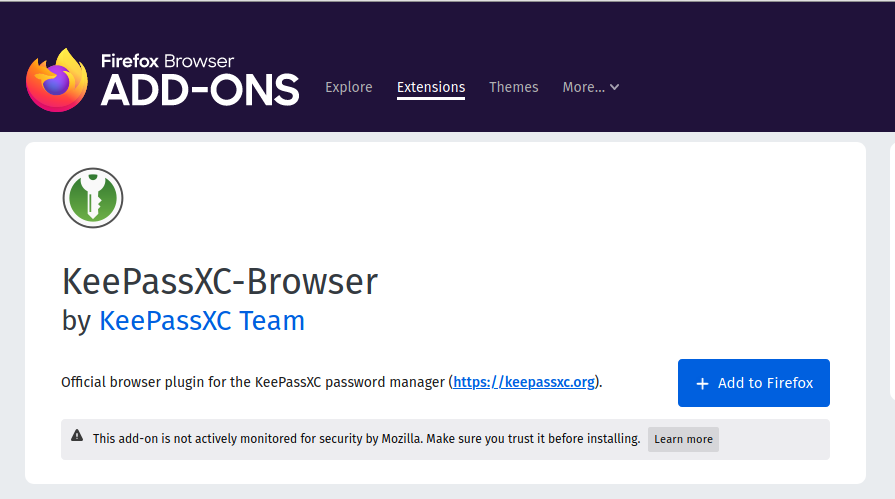 Firefox Browser
ADD-ONS
Explore Extensions Themes More...
KeePassXC-Browser
by KeePassXC Team
Official browser plugin for the KeePassXC password manager (https://keepassxc.org).
+ Add to Firefox
This add-on is not actively monitored for security by Mozilla. Make sure you trust it before installing. Learn more